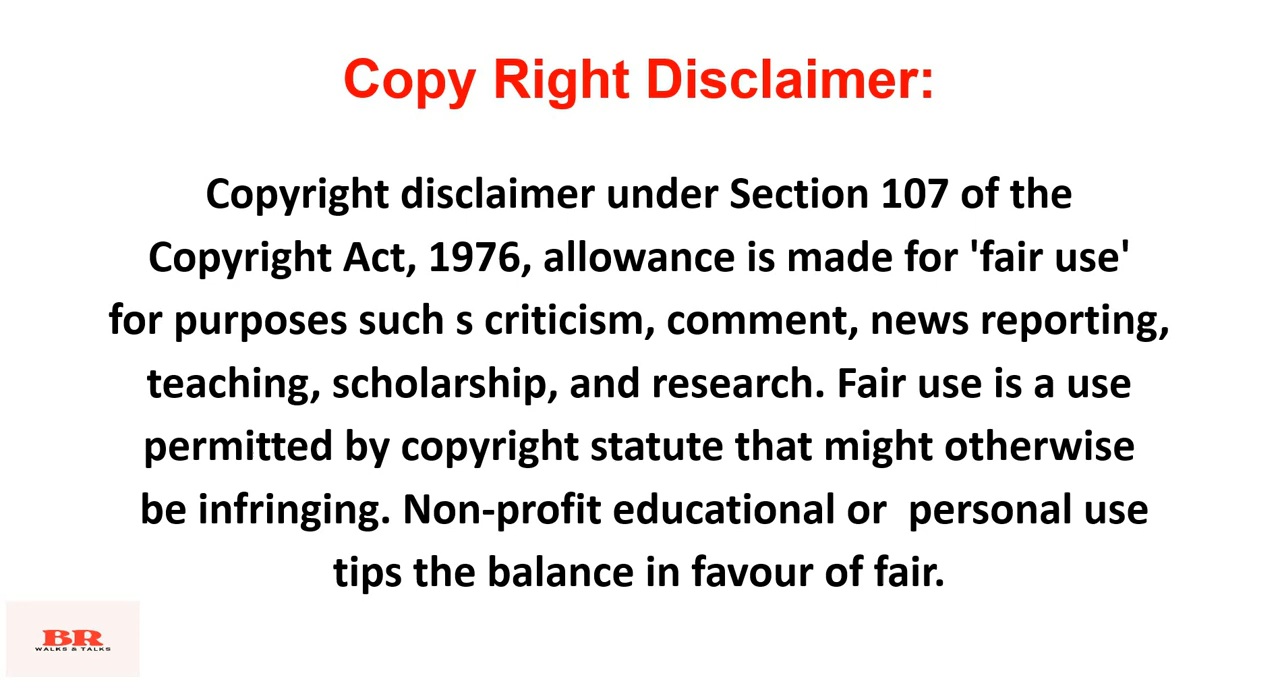 Copy Right Disclaimer:
Copyright disclaimer under Section 107 of the
Copyright Act, 1976, allowance is made for 'fair use'
for purposes such s criticism, comment, news reporting,
teaching, scholarship, and research. Fair use is a use
permitted by copyright statute that might otherwise
be infringing. Non-profit educational or  personal use
tips the balance in favour of fair.
BR
WALKS & TALKS